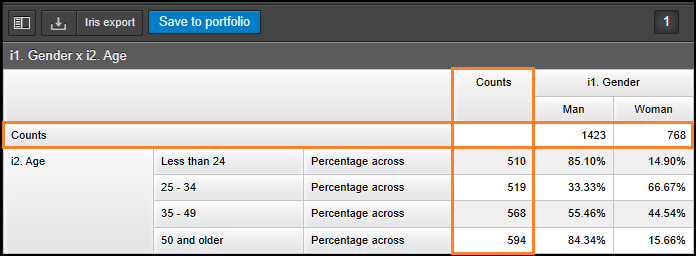 Iris export Save to portfolio 1
i1. Gender x i2. Age
Counts i1. Gender
Man Woman
Counts 1423 768
i2. Age Less than 24 Percentage across 510 85.10% 14.90%
25 - 34 Percentage across 519 33.33% 66.67%
35 - 49 Percentage across 568 55.46% 44.54%
50 and older Percentage across 594 84.34% 15.66%